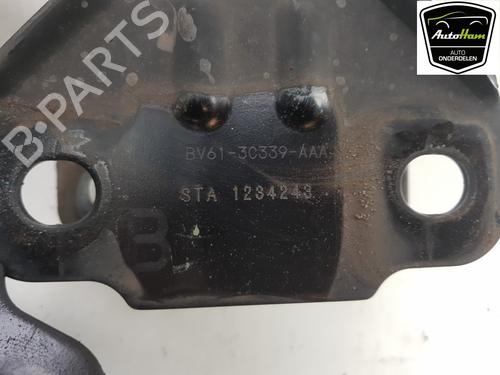 AutoHam
AUTO
ONDERDELEN
B-PARTS
BV61-3C339-AAA
STA 1234243
B